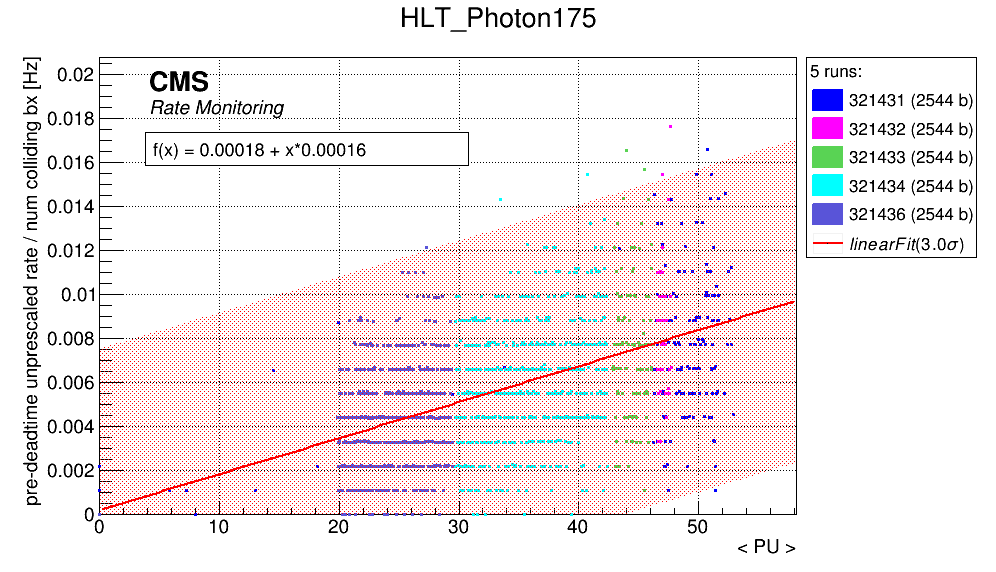 HLT_Photon175
pre-deadtime unprescaled rate / num colliding bx [Hz]
0.02
0.018
0.016
0.014
0.012
0.01
0.008
0.006
0.004
0.002
0
CMS
Rate Monitoring
f(x) = 0.00018 + x*0.00016
0 10 20 30 40 50
< PU >
5 runs:
321431 (2544 b)
321432 (2544 b)
321433 (2544 b)
321434 (2544 b)
321436 (2544 b)
linearFit(3.0σ)